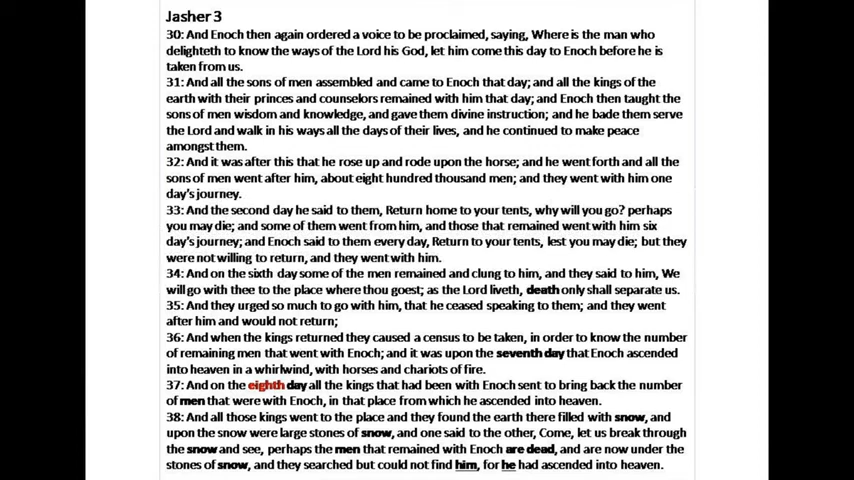 Jasher 3
30: And Enoch then again ordered a voice to be proclaimed, saying, Where is the man who
delighteth to know the ways of the Lord his God, let him come this day to Enoch before he is
taken from us.
31: And all the sons of men assembled and came to Enoch that day; and all the kings of the
earth with their princes and counselors remained with him that day; and Enoch then taught the
sons of men wisdom and knowledge, and gave them divine instruction; and he bade them serve
the Lord and walk in his ways all the days of their lives, and he continued to make peace
amongst them.
32: And it was after this that he rose up and rode upon the horse; and he went forth and all the
sons of men went after him, about eight hundred thousand men; and they went with him one
day's journey.
33: And the second day he said to them, Return home to your tents, why will you go? perhaps
you may die; and some of them went from him, and those that remained went with him six
day's journey; and Enoch said to them every day, Return to your tents, lest you may die; but they
were not willing to return, and they went with him.
34: And on the sixth day some of the men remained and clung to him, and they said to him, We
will go with thee to the place where thou goest; as the Lord liveth, death only shall separate us.
35: And they urged so much to go with him, that he ceased speaking to them; and they went
after him and would not return;
36: And when the kings returned they caused a census to be taken, in order to know the number
of remaining men that went with Enoch; and it was upon the seventh day that Enoch ascended
into heaven in a whirlwind, with horses and chariots of fire.
37: And on the eighth day all the kings that had been with Enoch sent to bring back the number
of men that were with Enoch, in that place from which he ascended into heaven.
38: And all those kings went to the place and they found the earth there filled with snow, and
upon the snow were large stones of snow, and one said to the other, Come, let us break through
the snow and see, perhaps the men that remained with Enoch are dead, and are now under the
stones of snow, and they searched but could not find him, for he had ascended into heaven.